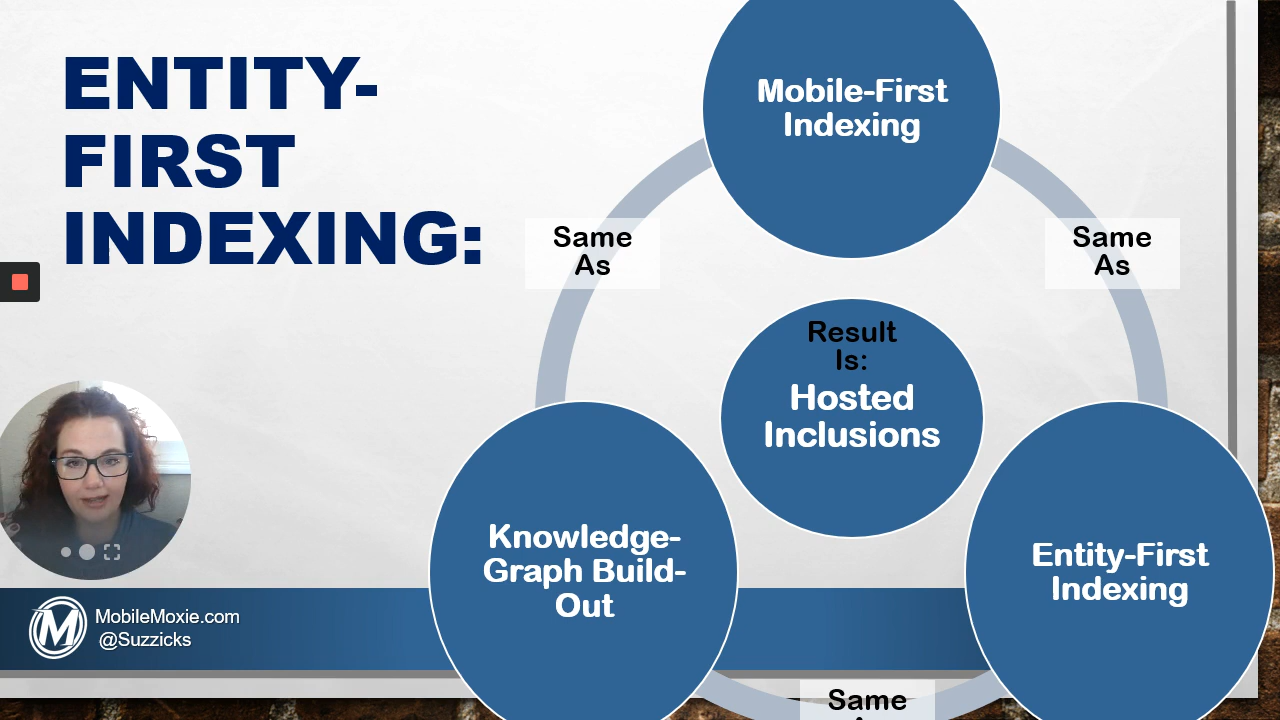 ENTITY-
FIRST
INDEXING:
Mobile-First
Indexing
Same
As
Same
As
Result
Is:
Hosted
Inclusions
Knowledge-
Graph Build-
Out
Entity-First
Indexing
MobileMoxie.com
@Suzzicks
Same